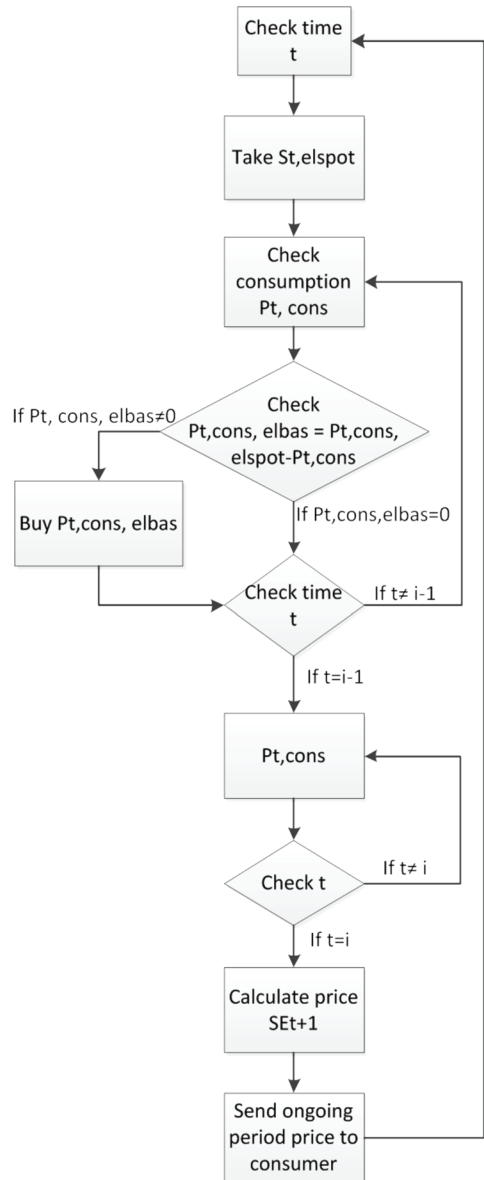 Check time
t
Take St,elspot
Check
consumption
Pt, cons
Check
Pt,cons, elbas = Pt,cons,
elspot-Pt,cons
If Pt, cons, elbas≠0
Buy Pt,cons, elbas
If Pt,cons,elbas=0
Check time
t
If t≠ i-1
If t=i-1
Pt,cons
Check t
If t≠ i
If t=i
Calculate price
SEt+1
Send ongoing
period price to
consumer